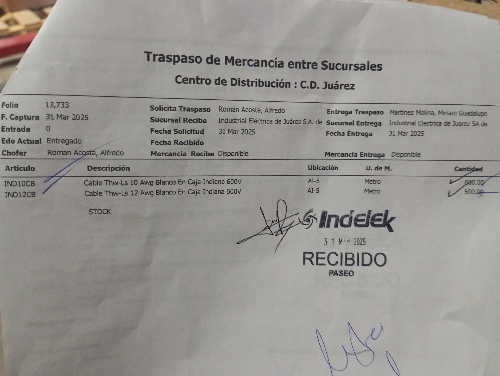 Traspaso de Mercancía entre Sucursales
Centro de Distribución : C.D. Juárez
Folio 13,733 Solicita Traspaso Roman Acosta, Alfredo Entrega Traspaso Martinez Molina, Miriam Guadalupe
F. Captura 31 Mar 2025 Sucursal Recibe Industrial Eléctrica de Juárez S.A. de Sucursal Entrega Industrial Electrica de Juárez SA de
Entrada 0 Fecha Solicitud 31 Mar 2025 Fecha Entrega 31 Mar 2025
Edo Actual Entregado Fecha Recibido
Chofer Roman Acosta, Alfredo Mercancía Recibe Disponible Mercancía Entrega Disponible
Artículo Descripción Ubicación U. de M. Cantidad
IND10CB Cable Thw-Ls 10 Awg Blanco En Caja Indiana 600V AI-5 Metro
IND12CB Cable Thw-Ls 12 Awg Blanco En Caja Indiana 600V AI-5 Metro 500.00
STOCK
Indelek
31 2025
RECIBIDO
PASEO